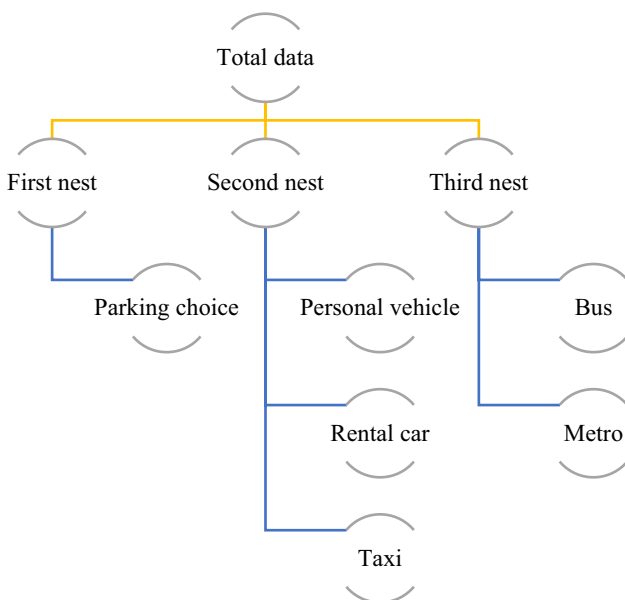 Total data
First nest
Second nest
Third nest
Parking choice
Personal vehicle
Bus
Rental car
Metro
Taxi